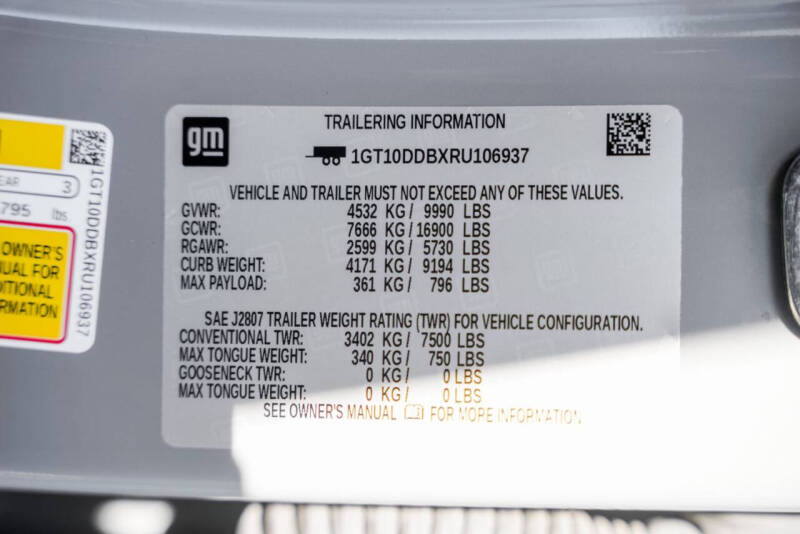 gm
TRAILERING INFORMATION
1GT10DDBXRU106937
VEHICLE AND TRAILER MUST NOT EXCEED ANY OF THESE VALUES.
GVWR: 4532 KG / 9990 LBS
GCWR: 7666 KG / 16900 LBS
RGAWR: 2599 KG / 5730 LBS
CURB WEIGHT: 4171 KG / 9194 LBS
MAX PAYLOAD: 361 KG / 796 LBS
SAE J2807 TRAILER WEIGHT RATING (TWR) FOR VEHICLE CONFIGURATION.
CONVENTIONAL TWR: 3402 KG / 7500 LBS
MAX TONGUE WEIGHT: 340 KG / 750 LBS
GOOSENECK TWR: 0 KG / 0 LBS
MAX TONGUE WEIGHT: 0 KG / 0 LBS
SEE OWNER'S MANUAL FOR MORE INFORMATION
EAR 3
795 lbs
OWNER'S
UAL FOR
DITIONAL
RMATION
1GT10DDBXRU106937